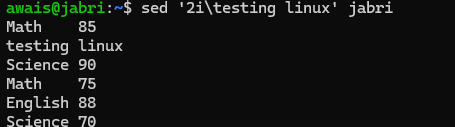 awais@jabri:~$ sed '2i\testing linux' jabri
Math    85
testing linux
Science 90
Math    75
English 88
Science 70